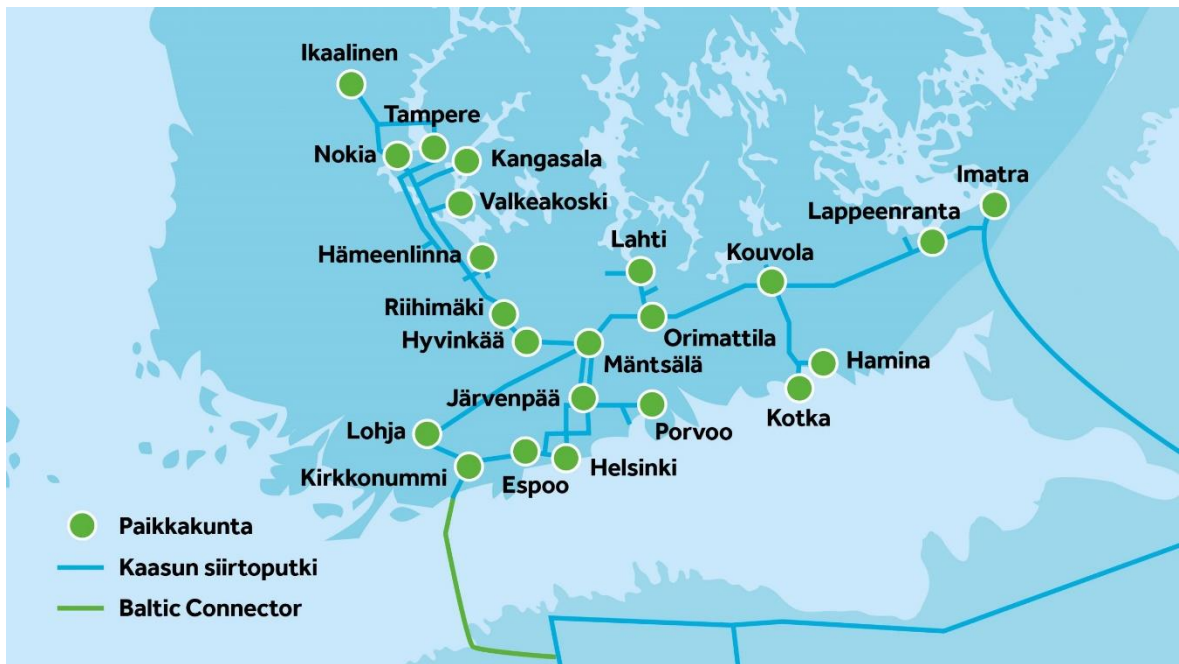 Ikaalinen
Tampere
Nokia
Kangasala
Valkeakoski
Imatra
Lappeenranta
Lahti
Kouvola
Hämeenlinna
Riihimäki
Hyvinkää
Orimattila
Mäntsälä
Hamina
Järvenpää
Kotka
Lohja
Porvoo
Kirkkonummi
Espoo
Helsinki
Paikkakunta
Kaasun siirtoputki
Baltic Connector